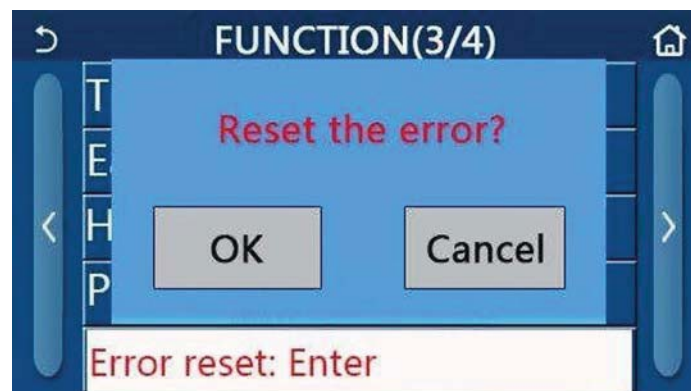 FUNCTION(3/4)
Reset the error?
OK
Cancel
Error reset: Enter